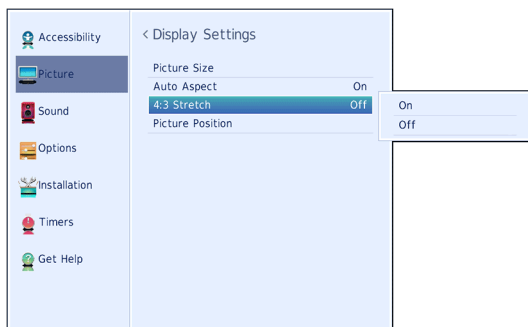 Accessibility
Picture
Sound
Options
Installation
Timers
Get Help
< Display Settings
Picture Size
Auto Aspect On
4:3 Stretch Off
Picture Position
On
Off